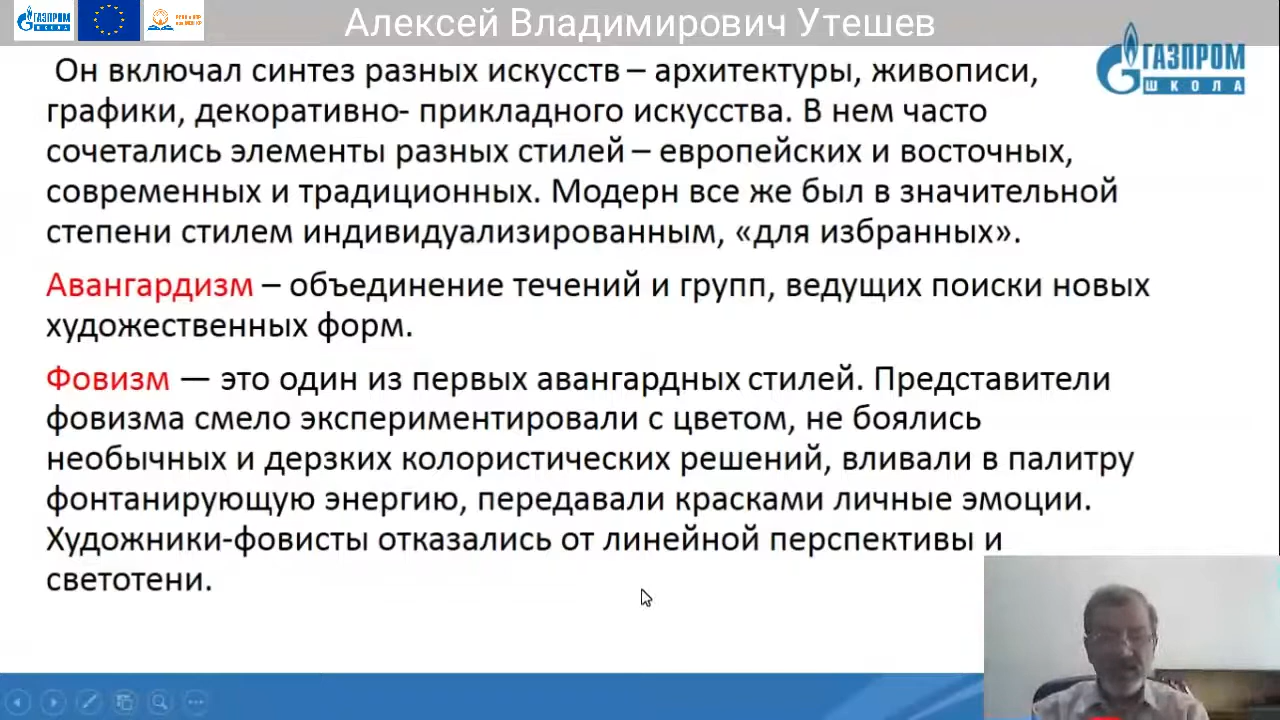 Алексей Владимирович Утешев
ГАЗПРОМ
ШКОЛА
ГАЗПРОМ
ШКОЛА
Он включал синтез разных искусств – архитектуры, живописи,
графики, декоративно- прикладного искусства. В нем часто
сочетались элементы разных стилей – европейских и восточных,
современных и традиционных. Модерн все же был в значительной
степени стилем индивидуализированным, «для избранных».
Авангардизм – объединение течений и групп, ведущих поиски новых
художественных форм.
Фовизм — это один из первых авангардных стилей. Представители
фовизма смело экспериментировали с цветом, не боялись
необычных и дерзких колористических решений, вливали в палитру
фонтанирующую энергию, передавали красками личные эмоции.
Художники-фовисты отказались от линейной перспективы и
светотени.